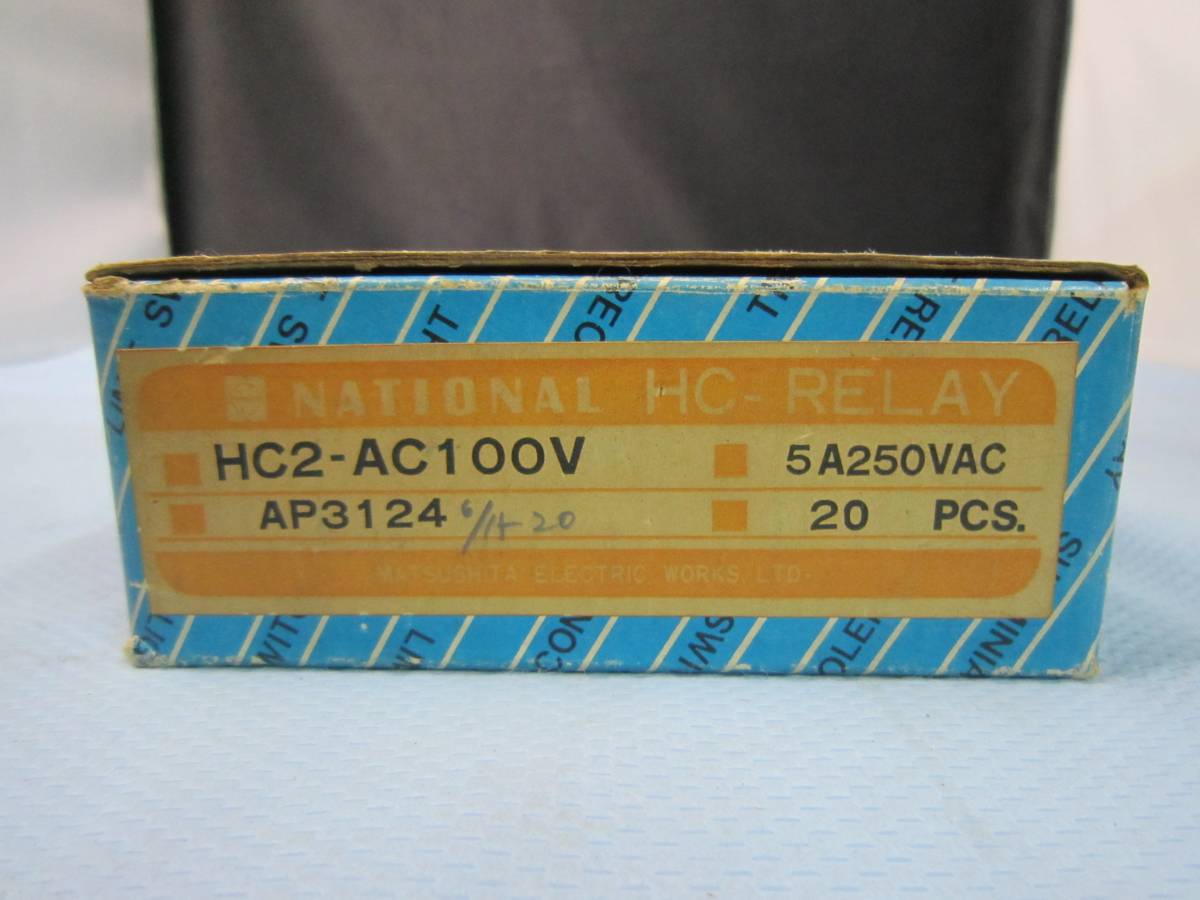 NATIONAL HC-RELAY
HC2-AC100V 5A250VAC
AP3124 6/14 20 20 PCS.
MATSUSHITA ELECTRIC WORKS, LTD.